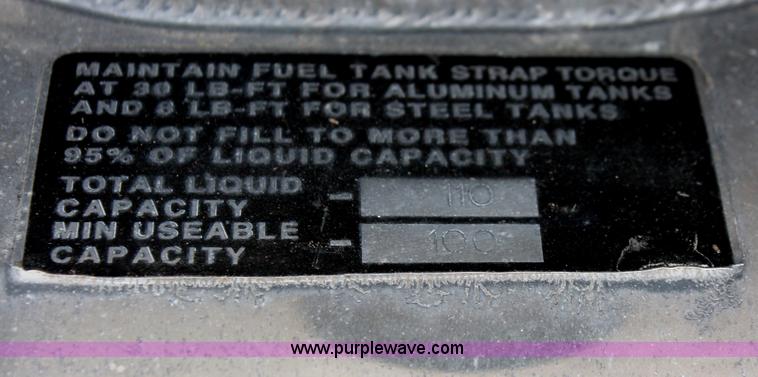 MAINTAIN FUEL TANK STRAP TORQUE
AT 30 LB-FT FOR ALUMINUM TANKS
AND 8 LB-FT FOR STEEL TANKS
DO NOT FILL TO MORE THAN
95% OF LIQUID CAPACITY
TOTAL LIQUID
CAPACITY - 110
MIN USEABLE
CAPACITY - 100
www.purplewave.com